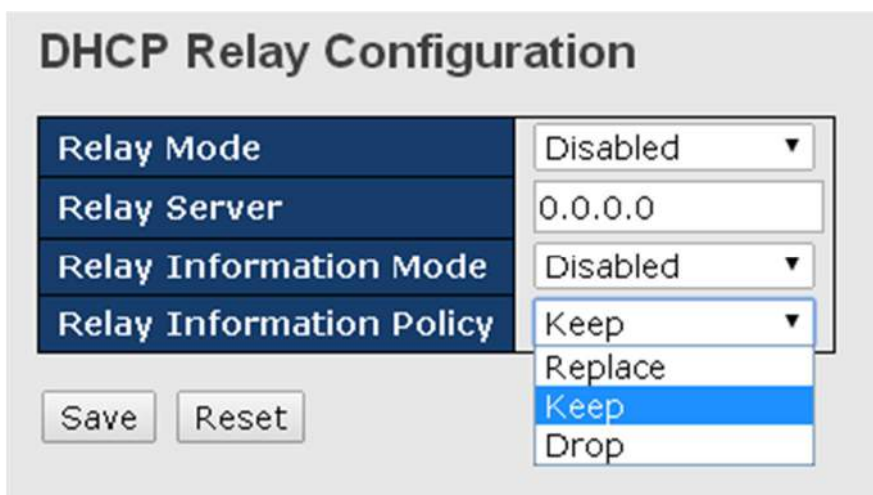 DHCP Relay Configuration
Relay Mode Disabled
Relay Server 0.0.0.0
Relay Information Mode Disabled
Relay Information Policy Keep
Replace
Keep
Drop
Save Reset